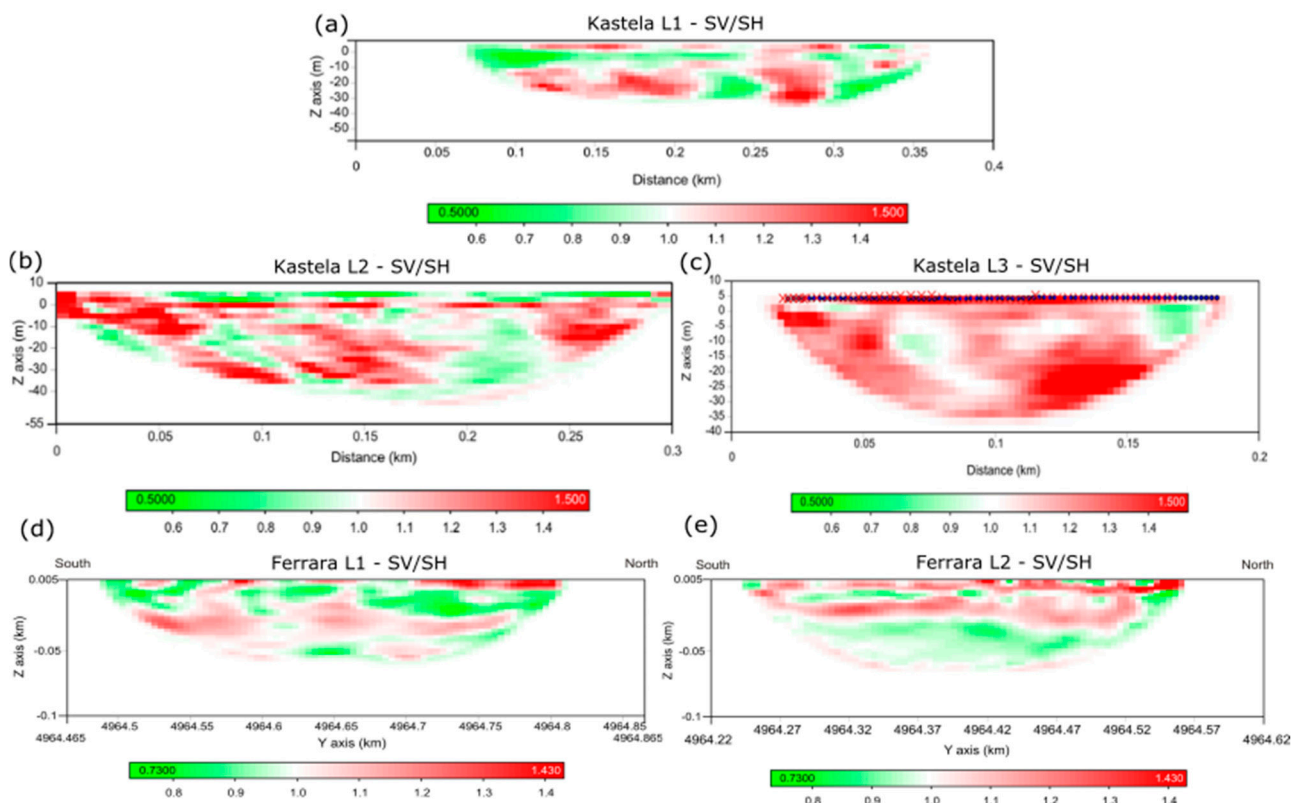 (a) Kastela L1 - SV/SH
Z axis (m)
0
-10
-20
-30
-40
-50
0 0.05 0.1 0.15 0.2 0.25 0.3 0.35 0.4
Distance (km)
0.5000 1.500
0.6 0.7 0.8 0.9 1.0 1.1 1.2 1.3 1.4
(b) Kastela L2 - SV/SH
Z axis (m)
10
0
-10
-20
-30
-40
-55
0 0.05 0.1 0.15 0.2 0.25 0.3
Distance (km)
0.5000 1.500
0.6 0.7 0.8 0.9 1.0 1.1 1.2 1.3 1.4
(c) Kastela L3 - SV/SH
Z axis (m)
10
5
0
-5
-10
-15
-20
-25
-30
-35
-40
0 0.05 0.1 0.15 0.2
Distance (km)
0.5000 1.500
0.6 0.7 0.8 0.9 1.0 1.1 1.2 1.3 1.4
(d)
South Ferrara L1 - SV/SH North
Z axis (km)
0.005
-0.05
-0.1
4964.5 4964.55 4964.6 4964.65 4964.7 4964.75 4964.8 4964.85
4964.465 4964.865
Y axis (km)
0.7300 1.430
0.8 0.9 1.0 1.1 1.2 1.3 1.4
(e)
South Ferrara L2 - SV/SH North
Z axis (km)
0.005
-0.05
-0.1
4964.27 4964.32 4964.37 4964.42 4964.47 4964.52 4964.57
4964.22 4964.62
Y axis (km)
0.7300 1.430
0.8 0.9 1.0 1.1 1.2 1.3 1.4